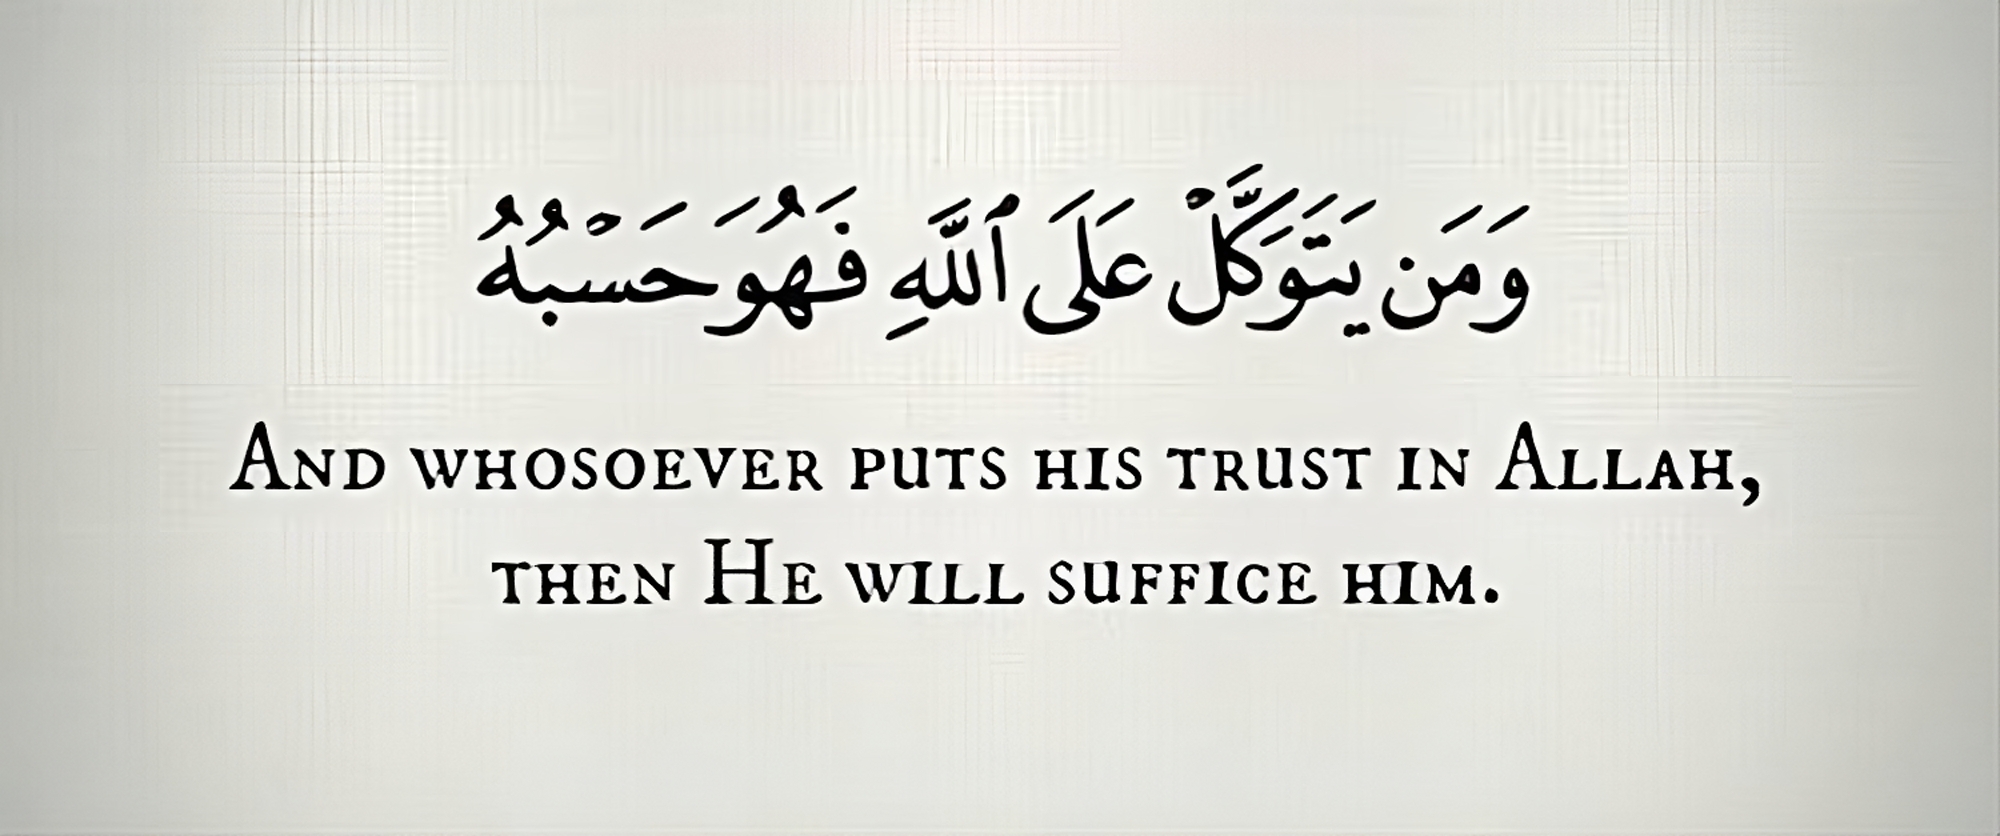 وَمَن يَتَوَكَّلْ عَلَى ٱللَّهِ فَهُوَ حَسْبُهُ
And whosoever puts his trust in Allah,
then He will suffice him.